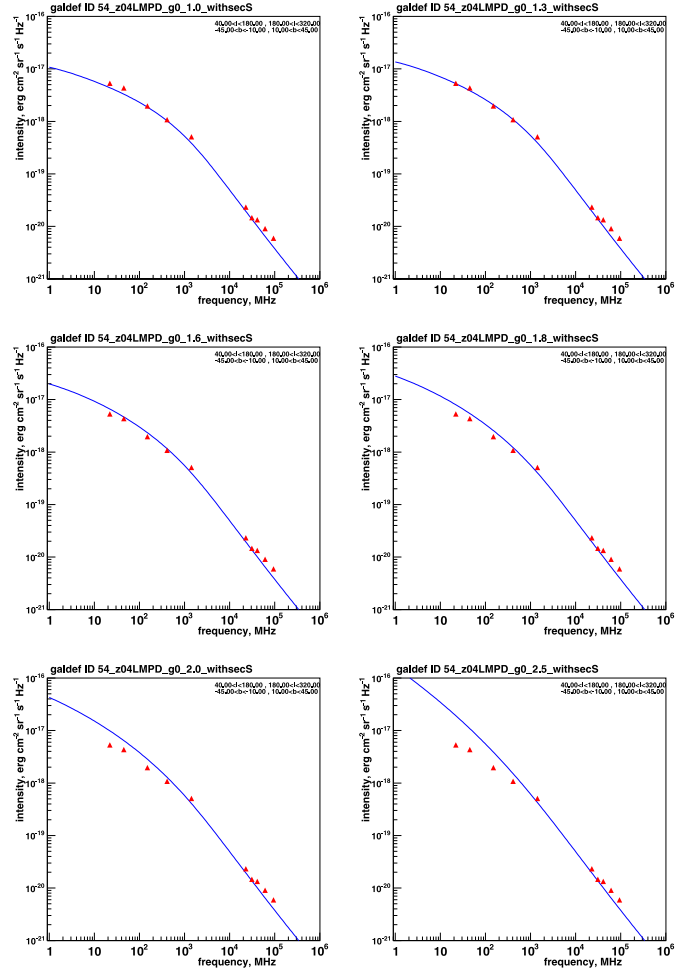 galdef ID 54_z04LMPD_g0_1.0_withsecS
40.00<l<180.00 , 180.00<l<320.00
-45.00<b<-10.00 , 10.00<b<45.00
intensity, erg cm-2 sr-1 s-1 Hz-1
10-16
10-17
10-18
10-19
10-20
10-21
1 10 102 103 104 105 106
frequency, MHz
galdef ID 54_z04LMPD_g0_1.3_withsecS
40.00<l<180.00 , 180.00<l<320.00
-45.00<b<-10.00 , 10.00<b<45.00
intensity, erg cm-2 sr-1 s-1 Hz-1
10-16
10-17
10-18
10-19
10-20
10-21
1 10 102 103 104 105 106
frequency, MHz
galdef ID 54_z04LMPD_g0_1.6_withsecS
40.00<l<180.00 , 180.00<l<320.00
-45.00<b<-10.00 , 10.00<b<45.00
intensity, erg cm-2 sr-1 s-1 Hz-1
10-16
10-17
10-18
10-19
10-20
10-21
1 10 102 103 104 105 106
frequency, MHz
galdef ID 54_z04LMPD_g0_1.8_withsecS
40.00<l<180.00 , 180.00<l<320.00
-45.00<b<-10.00 , 10.00<b<45.00
intensity, erg cm-2 sr-1 s-1 Hz-1
10-16
10-17
10-18
10-19
10-20
10-21
1 10 102 103 104 105 106
frequency, MHz
galdef ID 54_z04LMPD_g0_2.0_withsecS
40.00<l<180.00 , 180.00<l<320.00
-45.00<b<-10.00 , 10.00<b<45.00
intensity, erg cm-2 sr-1 s-1 Hz-1
10-16
10-17
10-18
10-19
10-20
10-21
1 10 102 103 104 105 106
frequency, MHz
galdef ID 54_z04LMPD_g0_2.5_withsecS
40.00<l<180.00 , 180.00<l<320.00
-45.00<b<-10.00 , 10.00<b<45.00
intensity, erg cm-2 sr-1 s-1 Hz-1
10-16
10-17
10-18
10-19
10-20
10-21
1 10 102 103 104 105 106
frequency, MHz